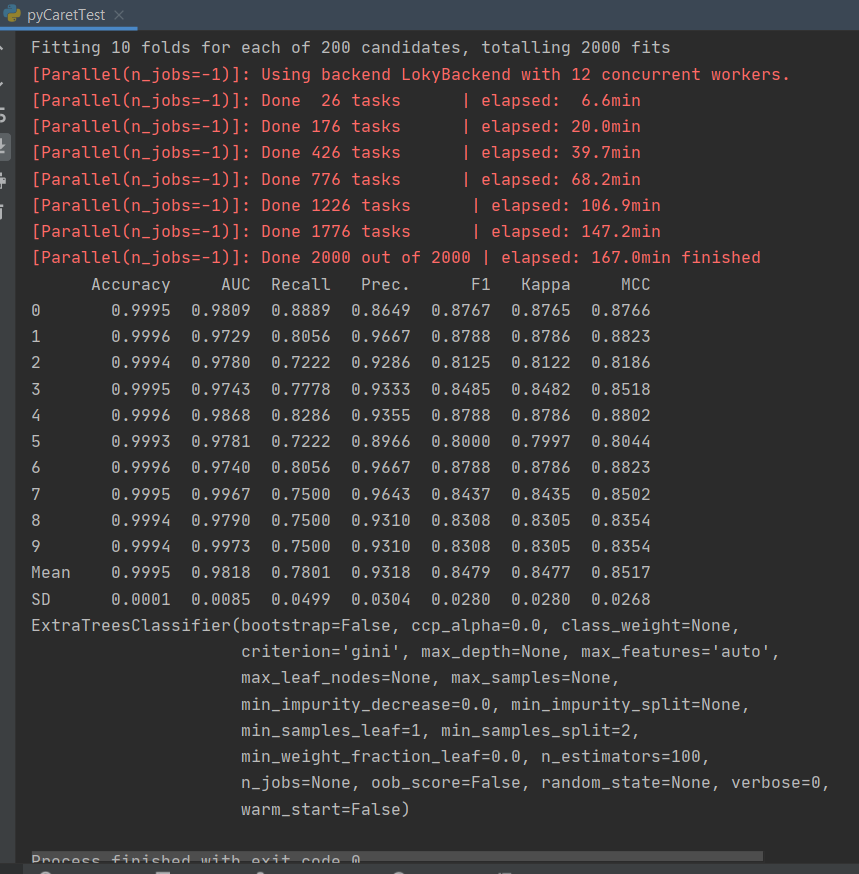 pyCaretTest
Fitting 10 folds for each of 200 candidates, totalling 2000 fits
[Parallel(n_jobs=-1)]: Using backend LokyBackend with 12 concurrent workers.
[Parallel(n_jobs=-1)]: Done  26 tasks      | elapsed:  6.6min
[Parallel(n_jobs=-1)]: Done 176 tasks      | elapsed: 20.0min
[Parallel(n_jobs=-1)]: Done 426 tasks      | elapsed: 39.7min
[Parallel(n_jobs=-1)]: Done 776 tasks      | elapsed: 68.2min
[Parallel(n_jobs=-1)]: Done 1226 tasks      | elapsed: 106.9min
[Parallel(n_jobs=-1)]: Done 1776 tasks      | elapsed: 147.2min
[Parallel(n_jobs=-1)]: Done 2000 out of 2000 | elapsed: 167.0min finished
      Accuracy     AUC  Recall   Prec.      F1   Kappa     MCC
0       0.9995  0.9809  0.8889  0.8649  0.8767  0.8765  0.8766
1       0.9996  0.9729  0.8056  0.9667  0.8788  0.8786  0.8823
2       0.9994  0.9780  0.7222  0.9286  0.8125  0.8122  0.8186
3       0.9995  0.9743  0.7778  0.9333  0.8485  0.8482  0.8518
4       0.9996  0.9868  0.8286  0.9355  0.8788  0.8786  0.8802
5       0.9993  0.9781  0.7222  0.8966  0.8000  0.7997  0.8044
6       0.9996  0.9740  0.8056  0.9667  0.8788  0.8786  0.8823
7       0.9995  0.9967  0.7500  0.9643  0.8437  0.8435  0.8502
8       0.9994  0.9790  0.7500  0.9310  0.8308  0.8305  0.8354
9       0.9994  0.9973  0.7500  0.9310  0.8308  0.8305  0.8354
Mean    0.9995  0.9818  0.7801  0.9318  0.8479  0.8477  0.8517
SD      0.0001  0.0085  0.0499  0.0304  0.0280  0.0280  0.0268
ExtraTreesClassifier(bootstrap=False, ccp_alpha=0.0, class_weight=None,
                     criterion='gini', max_depth=None, max_features='auto',
                     max_leaf_nodes=None, max_samples=None,
                     min_impurity_decrease=0.0, min_impurity_split=None,
                     min_samples_leaf=1, min_samples_split=2,
                     min_weight_fraction_leaf=0.0, n_estimators=100,
                     n_jobs=None, oob_score=False, random_state=None, verbose=0,
                     warm_start=False)
Process finished with exit code 0